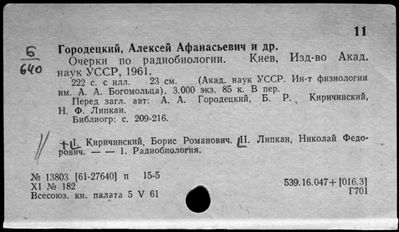 11
Б
640
Городецкий, Алексей Афанасьевич и др.
Очерки по радиобиологии. Киев, Изд-во Акад.
наук УССР, 1961.
222 с. с илл. 23 см. (Акад. наук УССР. Ин-т физиологии
им. А. А. Богомольца). 3.000 экз. 85 к. В пер.
Перед загл. авт: А. А. Городецкий, Б. Р. Киричинский,
Н. Ф. Липкан.
Библиогр: с. 209-216.
I. Киричинский, Борис Романович. II. Липкан, Николай Федо-
рович. — — 1. Радиобиология.
№ 13803 [61-27640] п 15-5
XI № 182
Всесоюз. кн. палата 5 V 61
539.16.047+[016.3]
Г701